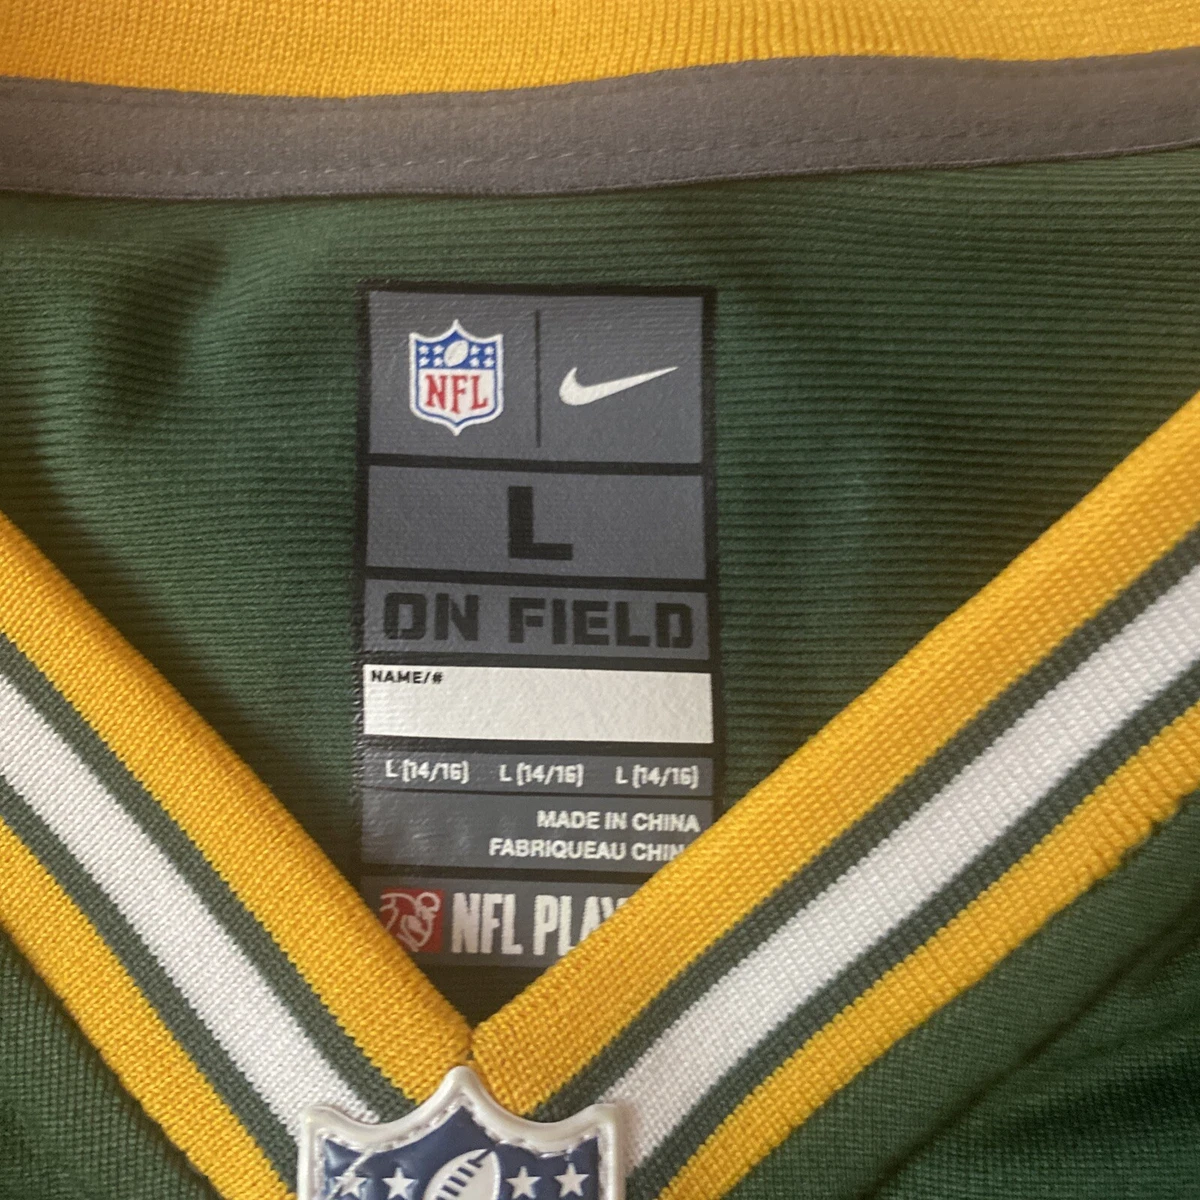 NFL
L
ON FIELD
NAME/#
L (14/16) L (14/16) L (14/16)
MADE IN CHINA
FABRIQUEAU CHIN
NFL PLAY